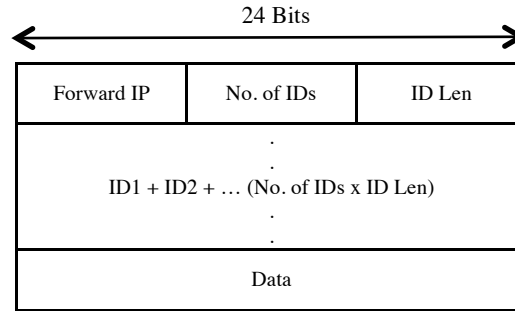 24 Bits
Forward IP No. of IDs ID Len
.
.
ID1 + ID2 + … (No. of IDs x ID Len)
.
.
Data